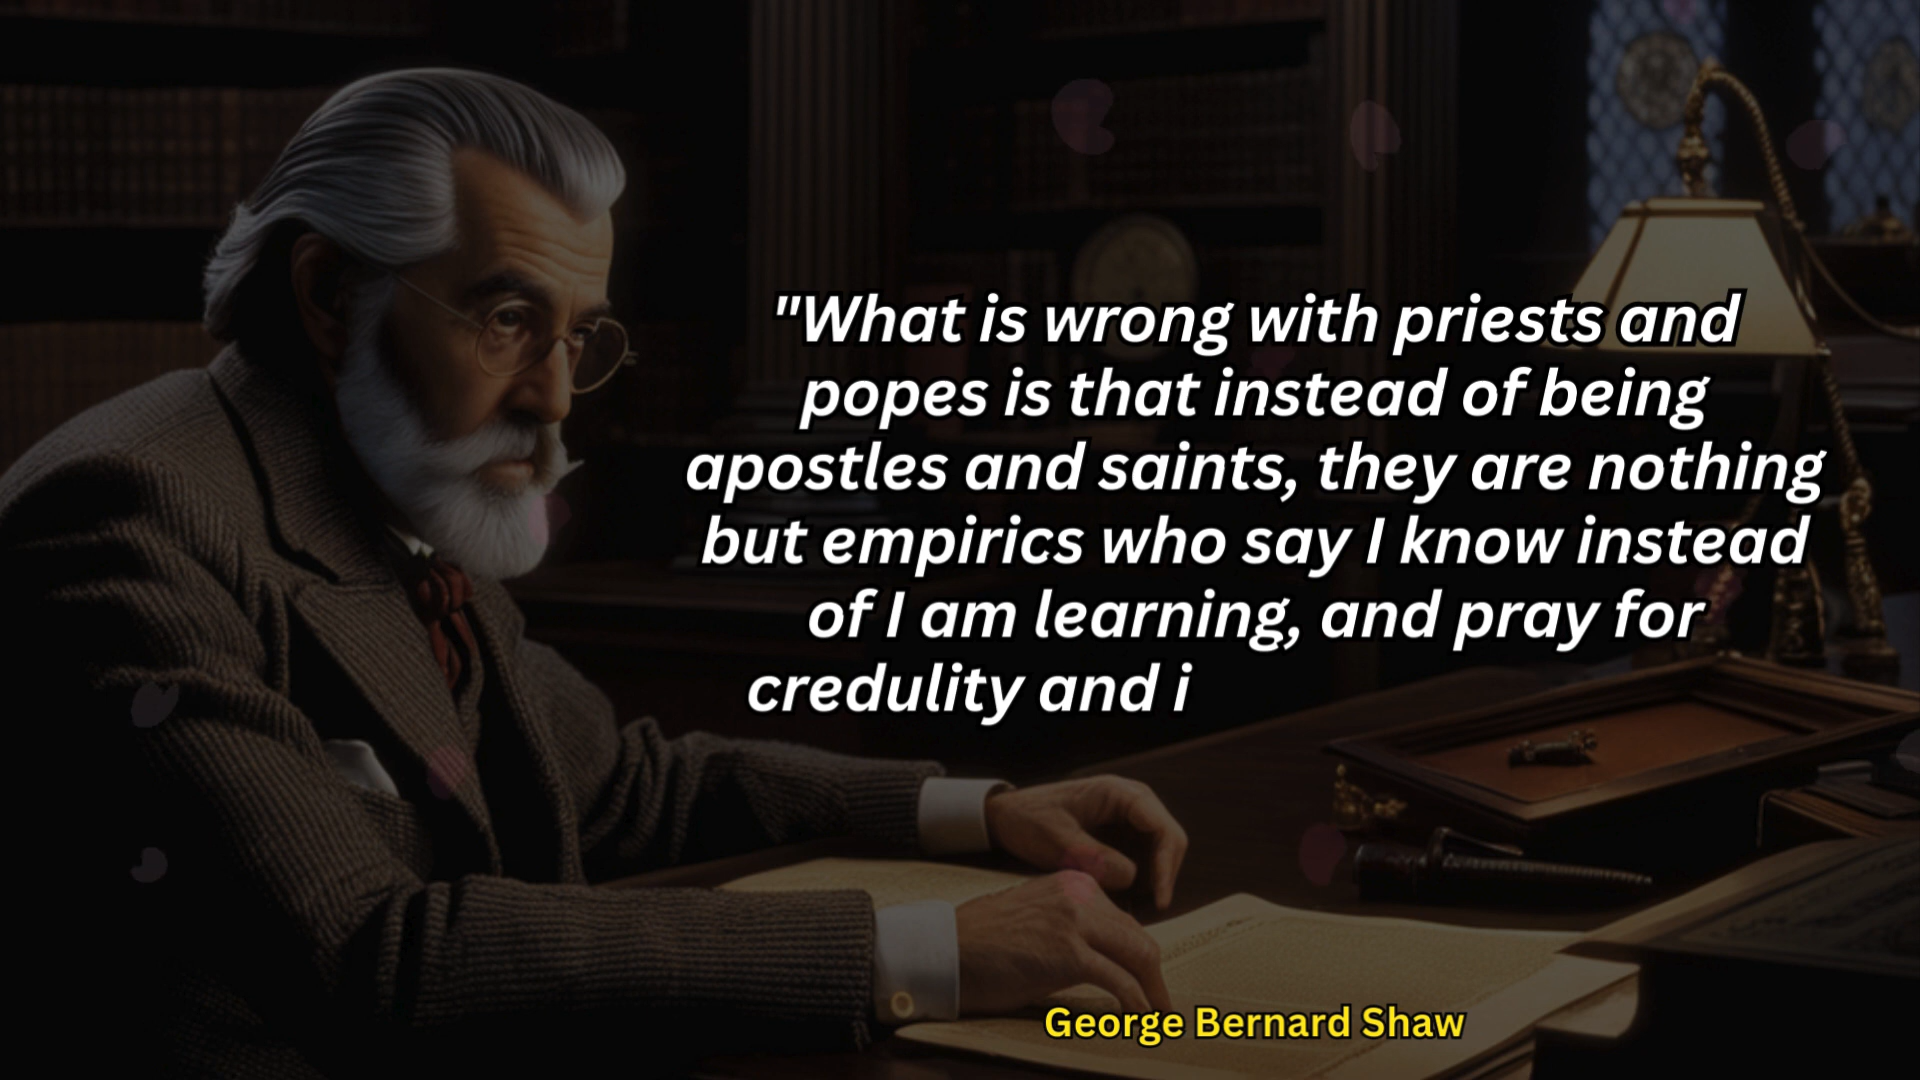 "What is wrong with priests and
popes is that instead of being
apostles and saints, they are nothing
but empirics who say I know instead
of I am learning, and pray for
credulity and i
George Bernard Shaw